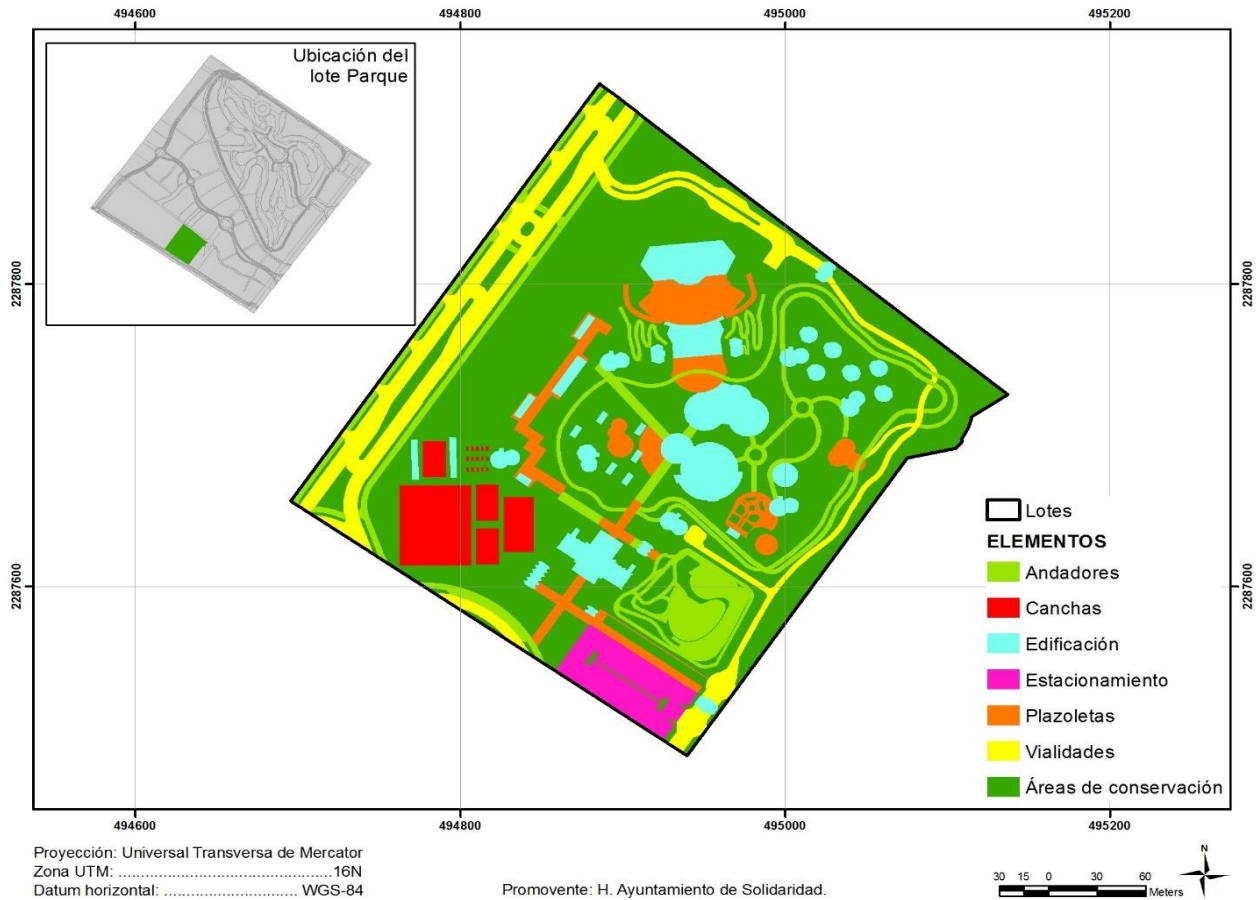 494600
494800
495000
495200
Ubicación del
lote Parque
2287800
2287800
2287600
2287600
Lotes
ELEMENTOS
Andadores
Canchas
Edificación
Estacionamiento
Plazoletas
Vialidades
Áreas de conservación
494600
494800
495000
495200
Proyección: Universal Transversa de Mercator
Zona UTM: ............................................16N
Datum horizontal: ............................ WGS-84
Promovente: H. Ayuntamiento de Solidaridad.
30 15 0 30 60
Meters
N